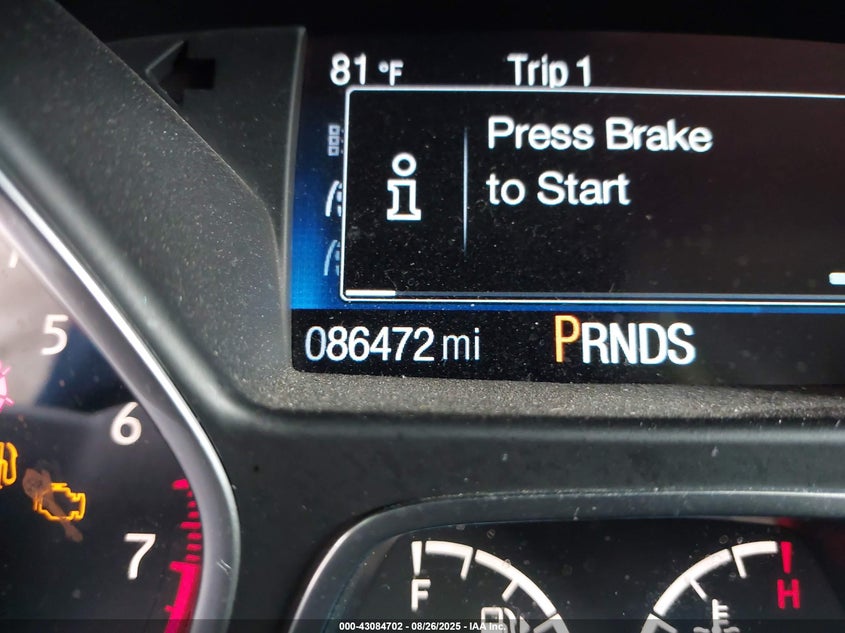 81 °F Trip 1
Press Brake
to Start
086472 mi PRNDS
5
6
7
F
H
000-43084702 - 08/26/2025 - IAA Inc.